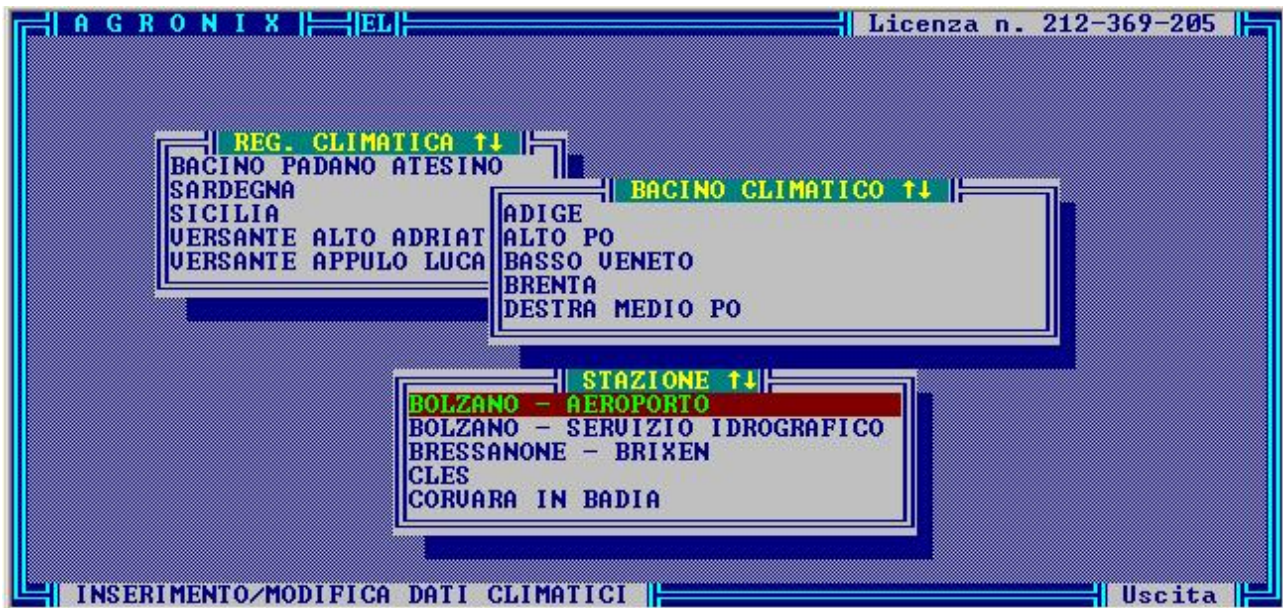 A G R O N I X EL Licenza n. 212-369-205
REG. CLIMATICA ↑↓
BACINO PADANO ATESINO
SARDEGNA
SICILIA
VERSANTE ALTO ADRIAT
VERSANTE APPULO LUCA
BACINO CLIMATICO ↑↓
ADIGE
ALTO PO
BASSO VENETO
BRENTA
DESTRA MEDIO PO
STAZIONE ↑↓
BOLZANO - AEROPORTO
BOLZANO - SERVIZIO IDROGRAFICO
BRESSANONE - BRIXEN
CLES
CORVARA IN BADIA
INSERIMENTO/MODIFICA DATI CLIMATICI Uscita